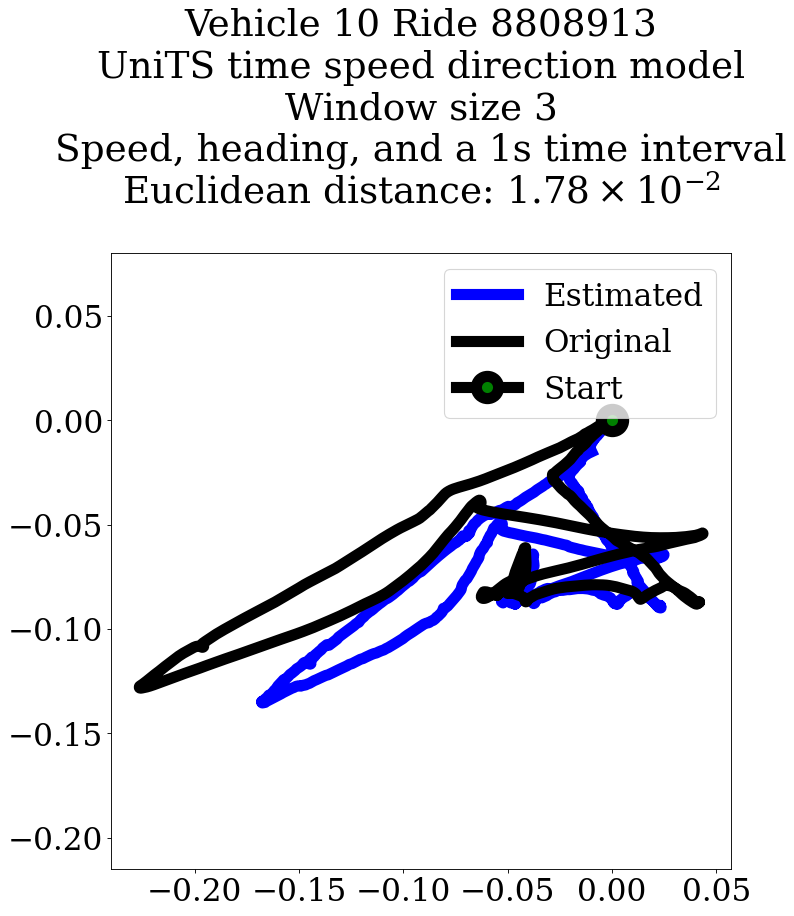 Vehicle 10 Ride 8808913
UniTS time speed direction model
Window size 3
Speed, heading, and a 1s time interval
Euclidean distance: 1.78 × 10⁻²
Estimated
Original
Start
0.05
0.00
−0.05
−0.10
−0.15
−0.20
−0.20 −0.15 −0.10 −0.05 0.00 0.05